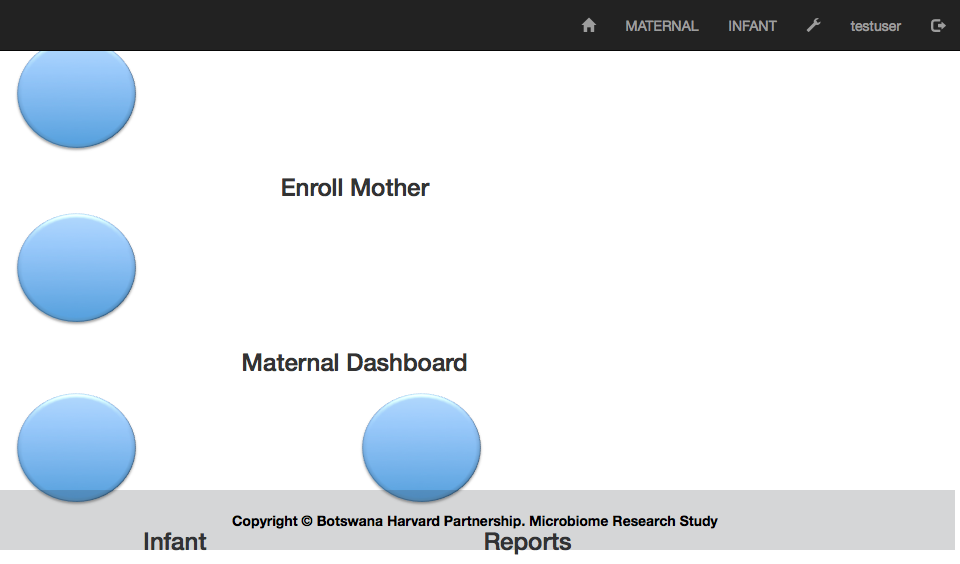 MATERNAL INFANT testuser
Enroll Mother
Maternal Dashboard
Copyright © Botswana Harvard Partnership. Microbiome Research Study
Infant Reports